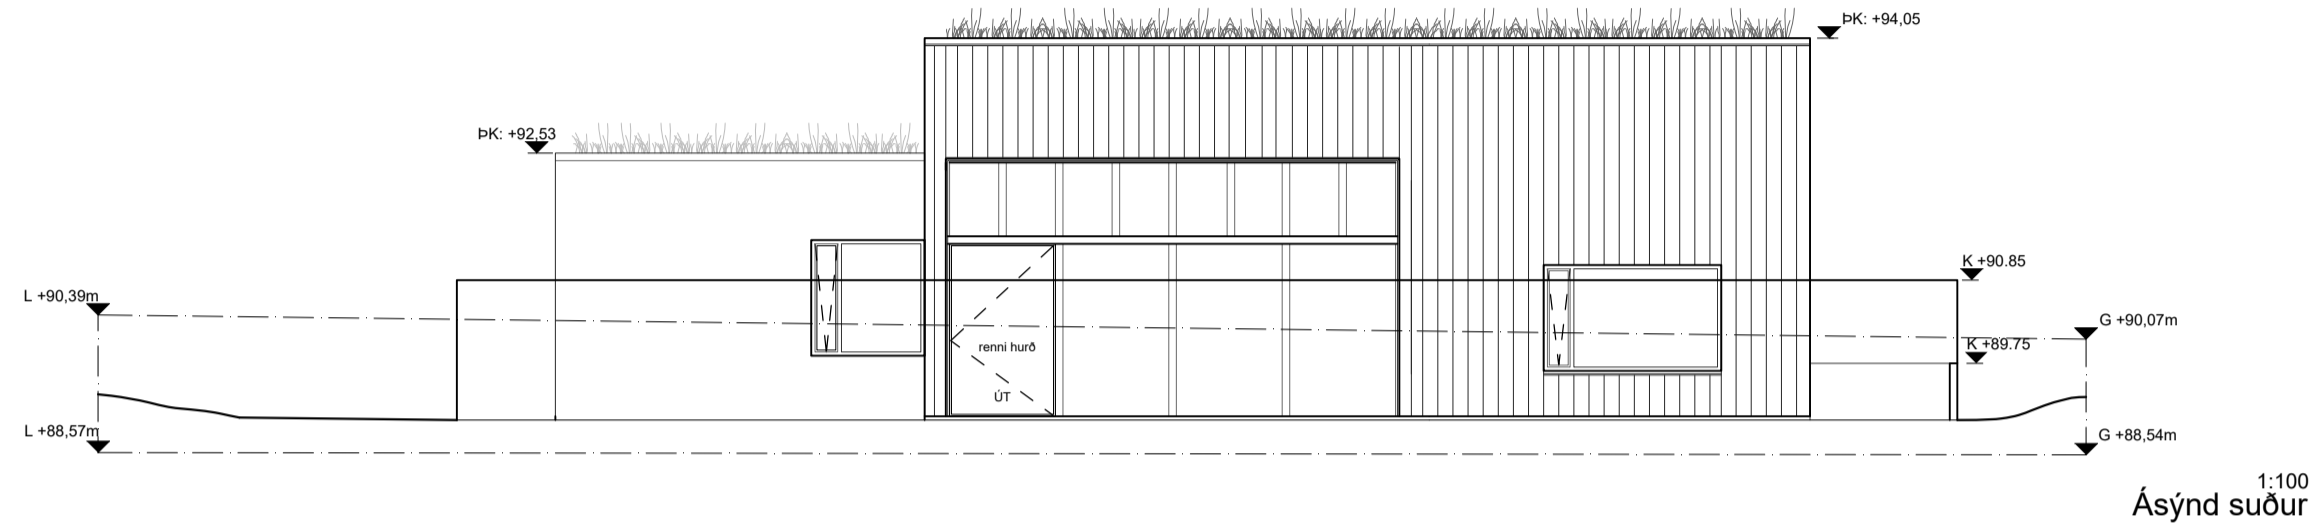 ÞK: +94,05
ÞK: +92,53
K +90.85
L +90,39m
G +90,07m
K +89.75
renni hurð
ÚT
L +88,57m
G +88,54m
1:100
Ásýnd suður